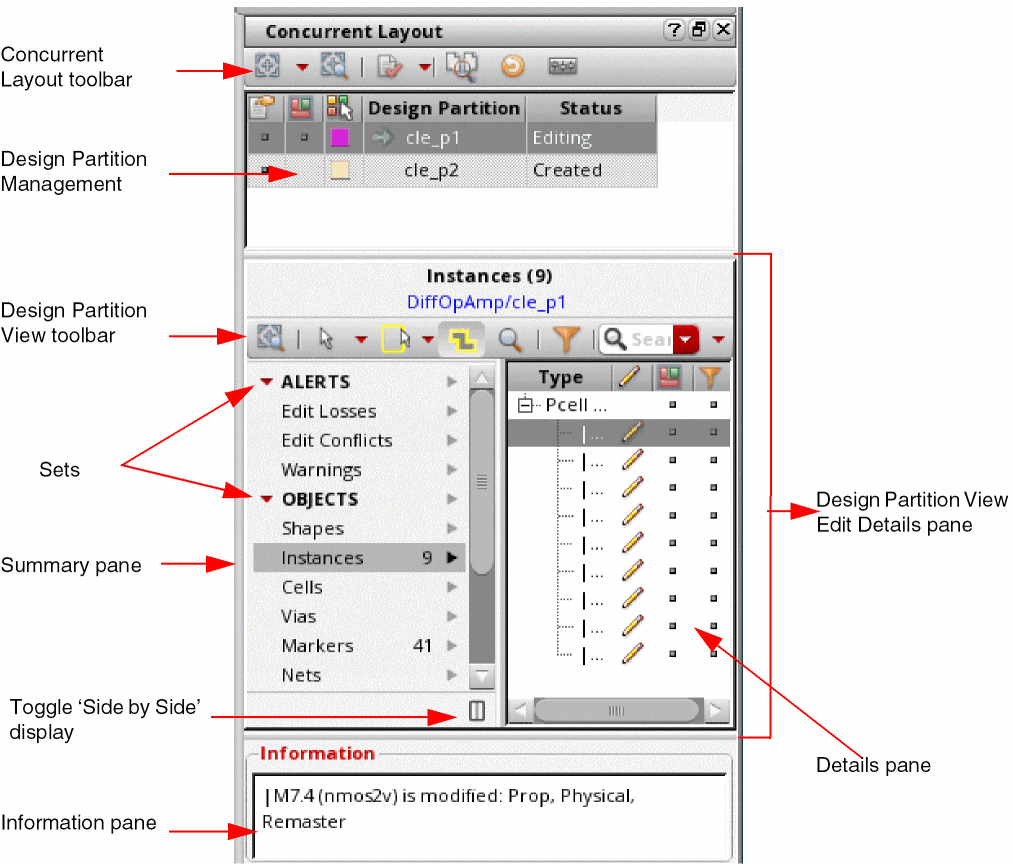 Concurrent Layout
Concurrent
Layout toolbar
Design Partition
Status
cle_p1
Editing
Design Partition
Management
cle_p2
Created
Instances (9)
DiffOpAmp/cle_p1
Design Partition
View toolbar
Sear
ALERTS
Edit Losses
Edit Conflicts
Warnings
OBJECTS
Shapes
Instances 9
Cells
Vias
Markers 41
Nets
Type
Pcell ...
| ...
| ...
| ...
| ...
| ...
| ...
| ...
| ...
| ...
Sets
Summary pane
Design Partition View
Edit Details pane
Toggle ‘Side by Side’
display
Details pane
Information
|M7.4 (nmos2v) is modified: Prop, Physical,
Remaster
Information pane